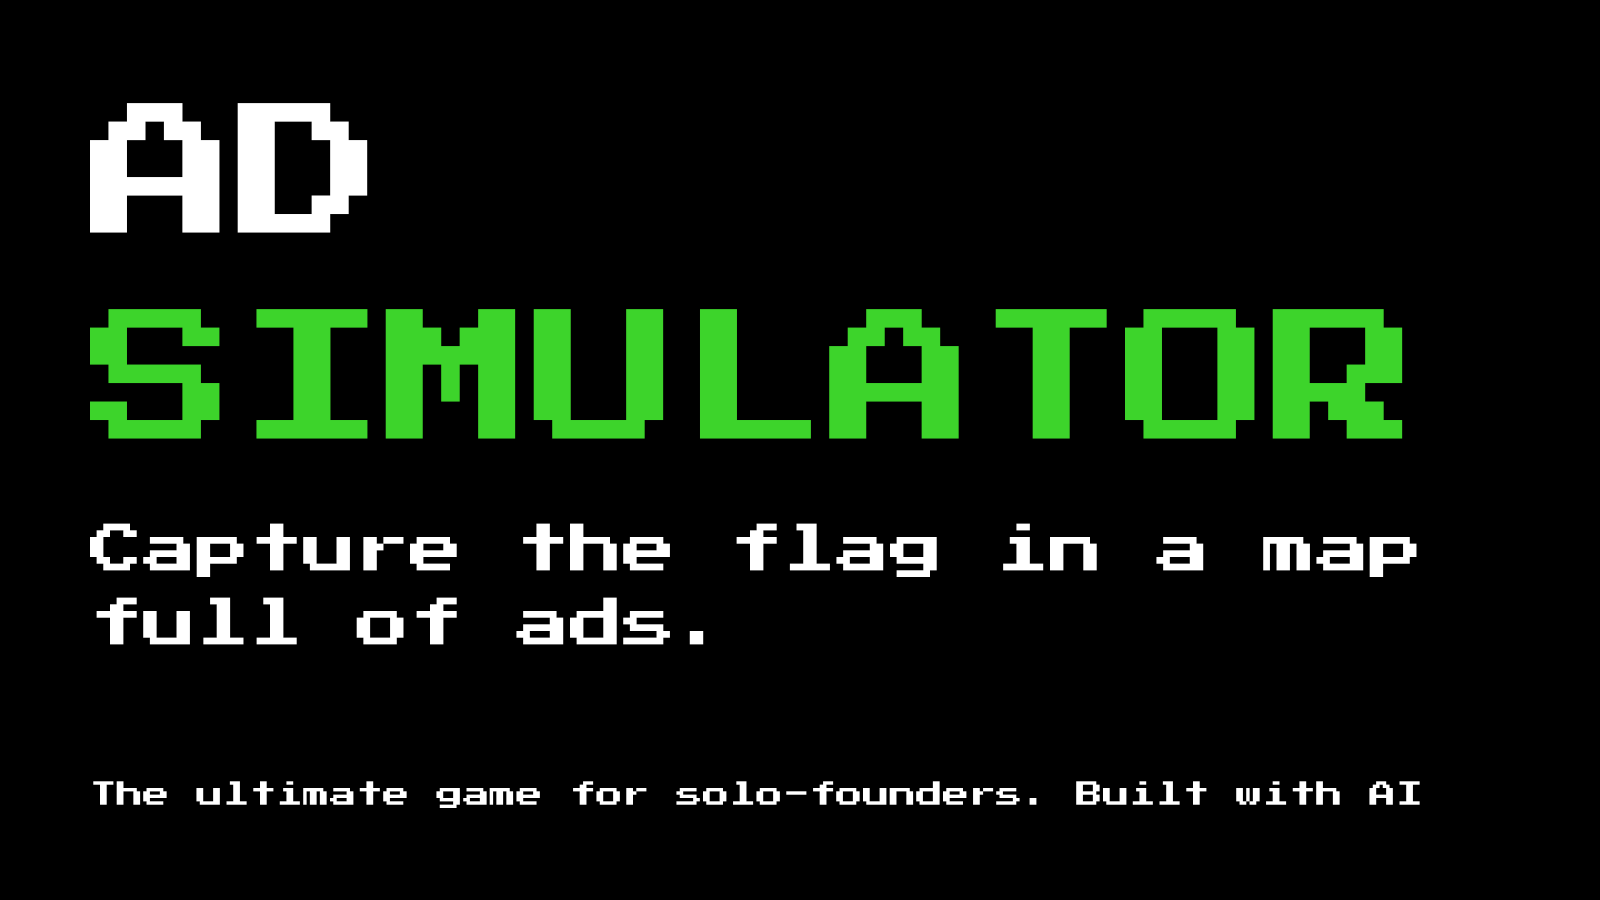 AD
SIMULATOR
Capture the flag in a map
full of ads.
The ultimate game for solo-founders. Built with AI